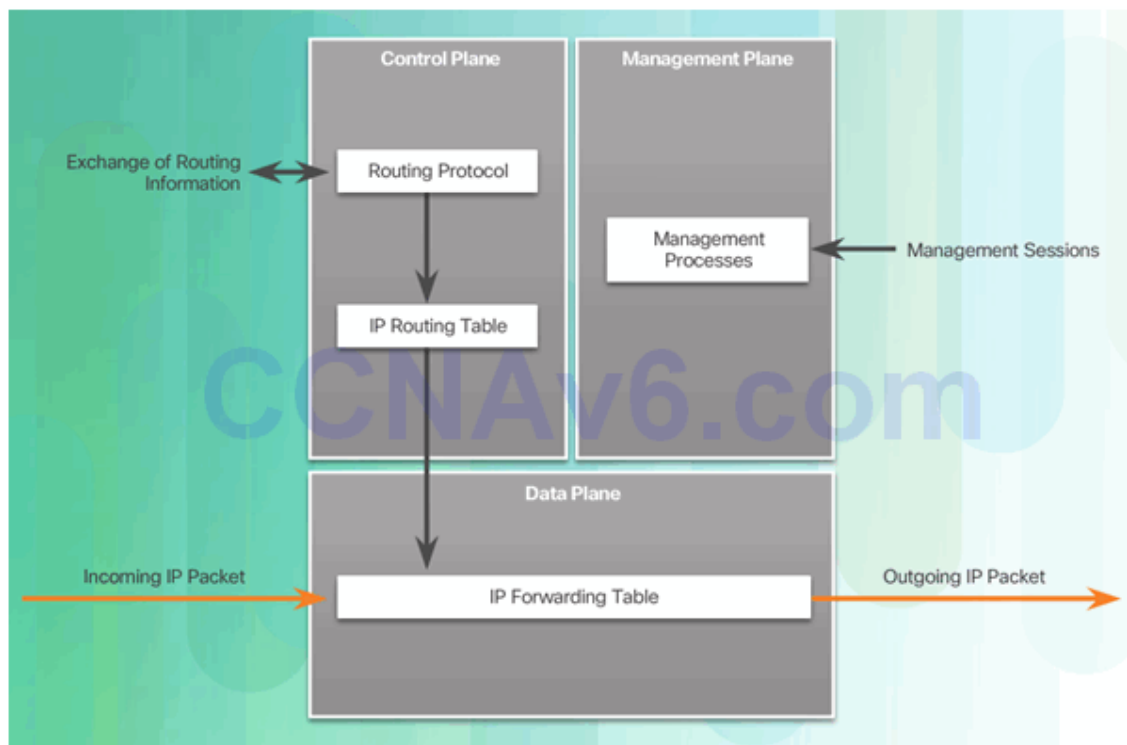 Control Plane
Management Plane
Exchange of Routing
Information
Routing Protocol
Management
Processes
Management Sessions
IP Routing Table
CCNAv6.com
Data Plane
Incoming IP Packet
IP Forwarding Table
Outgoing IP Packet